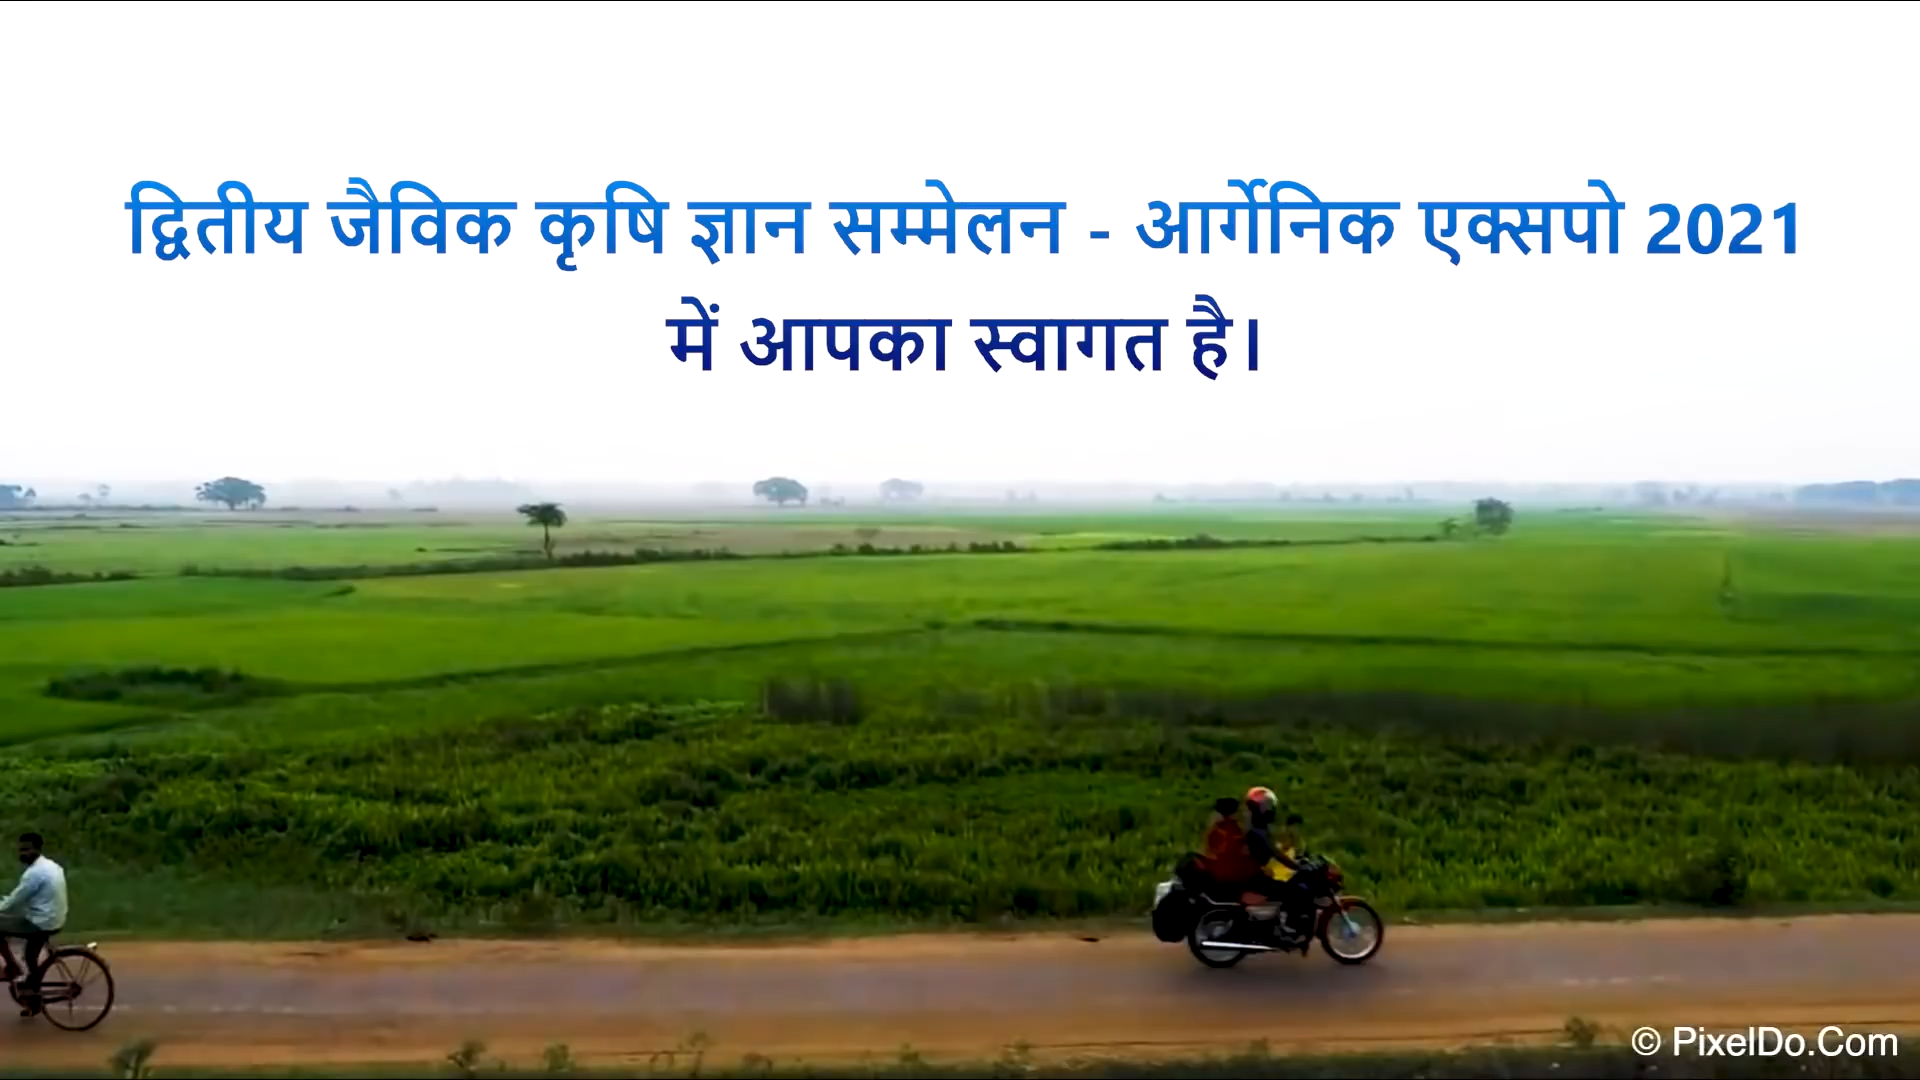 द्वितीय जैविक कृषि ज्ञान सम्मेलन - आर्गेनिक एक्सपो 2021
में आपका स्वागत है।
© PixelDo.Com